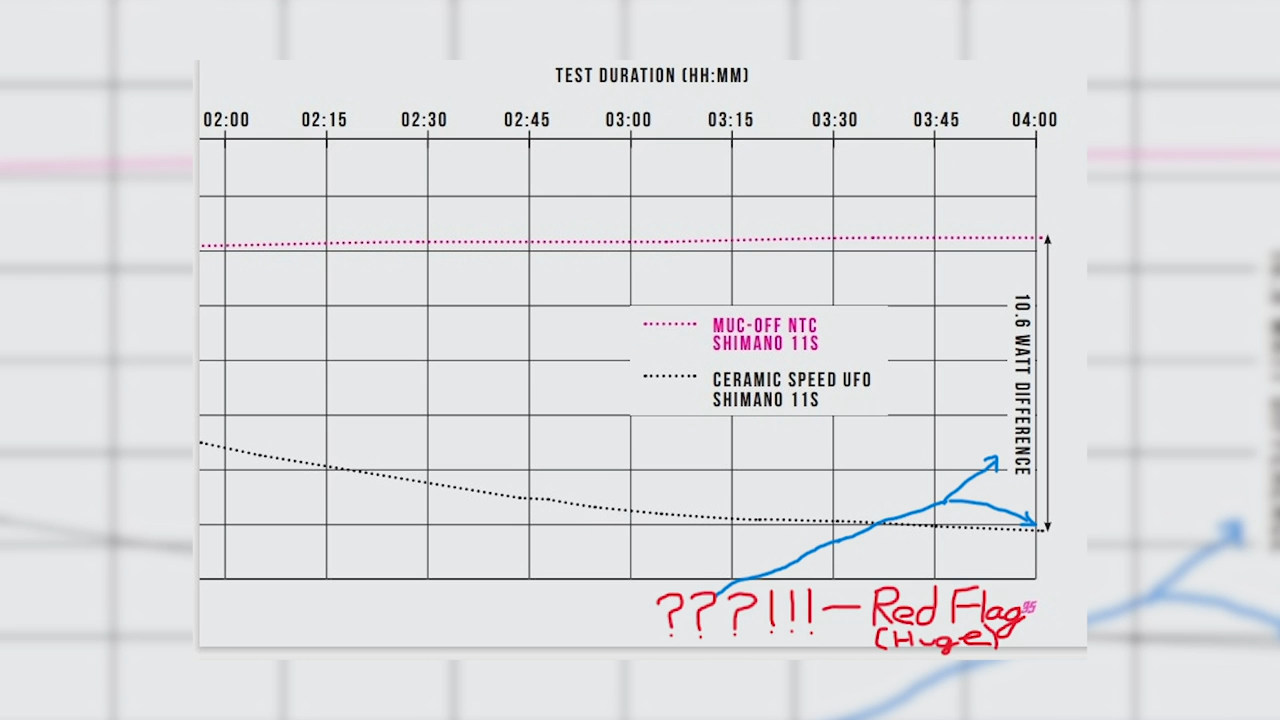 TEST DURATION (HH:MM)
02:00 02:15 02:30 02:45 03:00 03:15 03:30 03:45 04:00
MUC-OFF NTC
SHIMANO 11S
CERAMIC SPEED UFO
SHIMANO 11S
10.6 WATT DIFFERENCE
???!!! — Red Flag
95
(Huge)